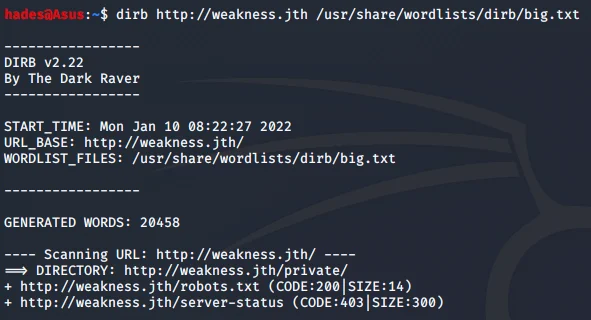 hades@Asus:~$ dirb http://weakness.jth /usr/share/wordlists/dirb/big.txt
-----------------
DIRB v2.22
By The Dark Raver
-----------------
START_TIME: Mon Jan 10 08:22:27 2022
URL_BASE: http://weakness.jth/
WORDLIST_FILES: /usr/share/wordlists/dirb/big.txt
-----------------
GENERATED WORDS: 20458
---- Scanning URL: http://weakness.jth/ ----
==> DIRECTORY: http://weakness.jth/private/
+ http://weakness.jth/robots.txt (CODE:200|SIZE:14)
+ http://weakness.jth/server-status (CODE:403|SIZE:300)